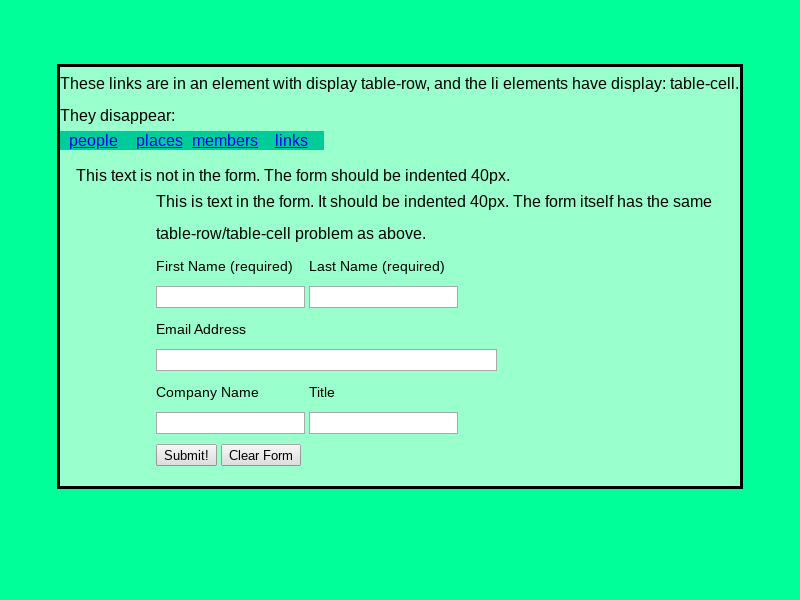 These links are in an element with display table-row, and the li elements have display: table-cell.
They disappear:
people places members links
This text is not in the form. The form should be indented 40px.
This is text in the form. It should be indented 40px. The form itself has the same
table-row/table-cell problem as above.
First Name (required) Last Name (required)
Email Address
Company Name Title
Submit! Clear Form